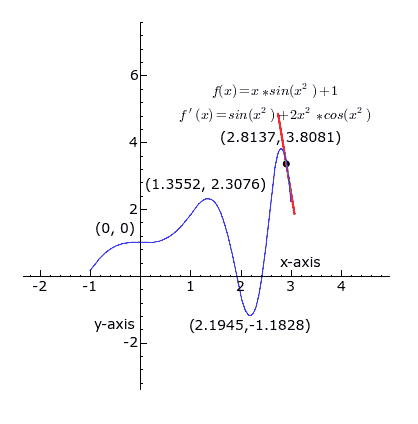 6
f(x)=x*sin(x²)+1
f'(x)=sin(x²)+2x²*cos(x²)
4
(2.8137, 3.8081)
(1.3552, 2.3076)
2
(0, 0)
x-axis
-2 -1 1 2 3 4
y-axis
(2.1945,-1.1828)
-2